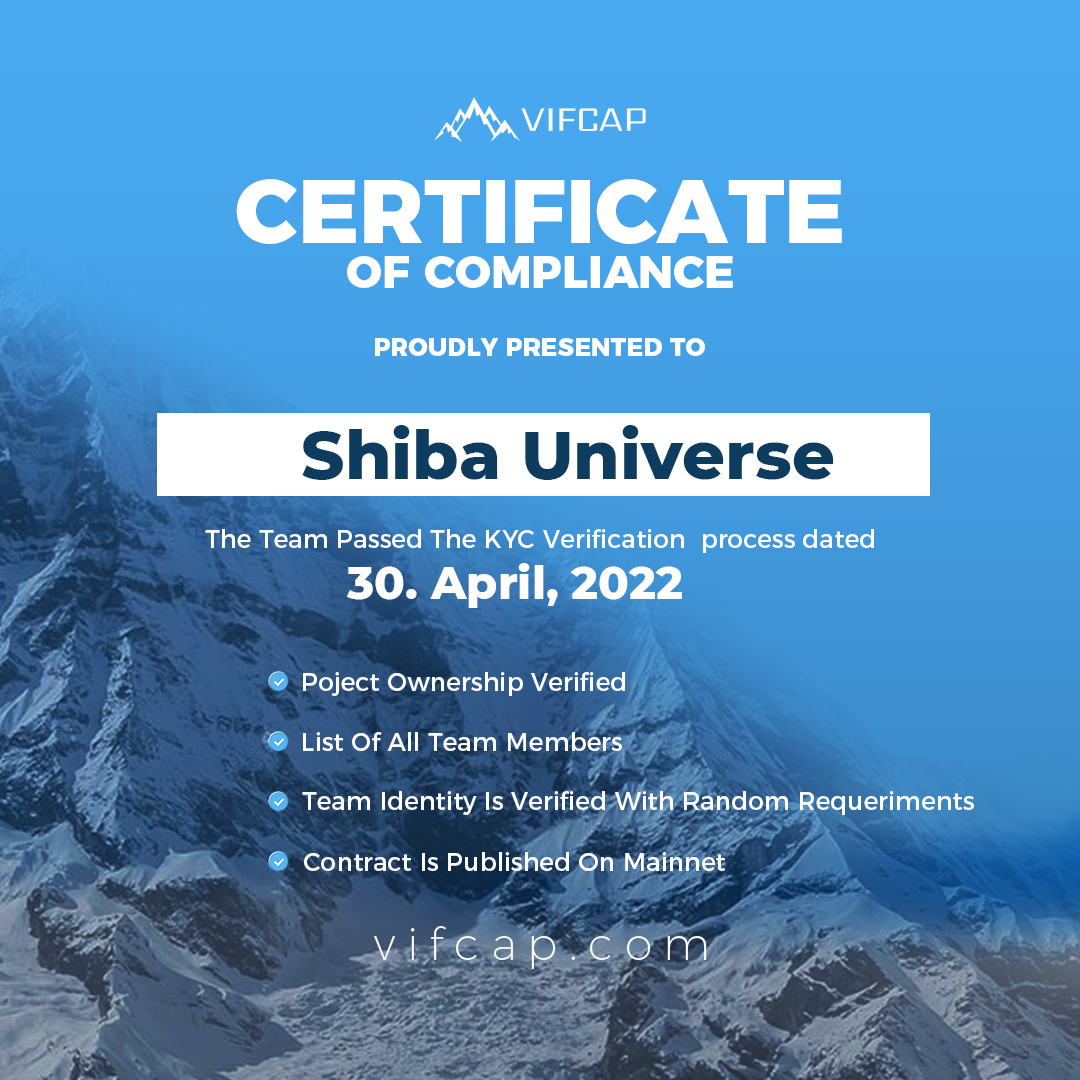 VIFCAP
CERTIFICATE
OF COMPLIANCE
PROUDLY PRESENTED TO
Shiba Universe
The Team Passed The KYC Verification process dated
30. April, 2022
Poject Ownership Verified
List Of All Team Members
Team Identity Is Verified With Random Requeriments
Contract Is Published On Mainnet
vifcap.com